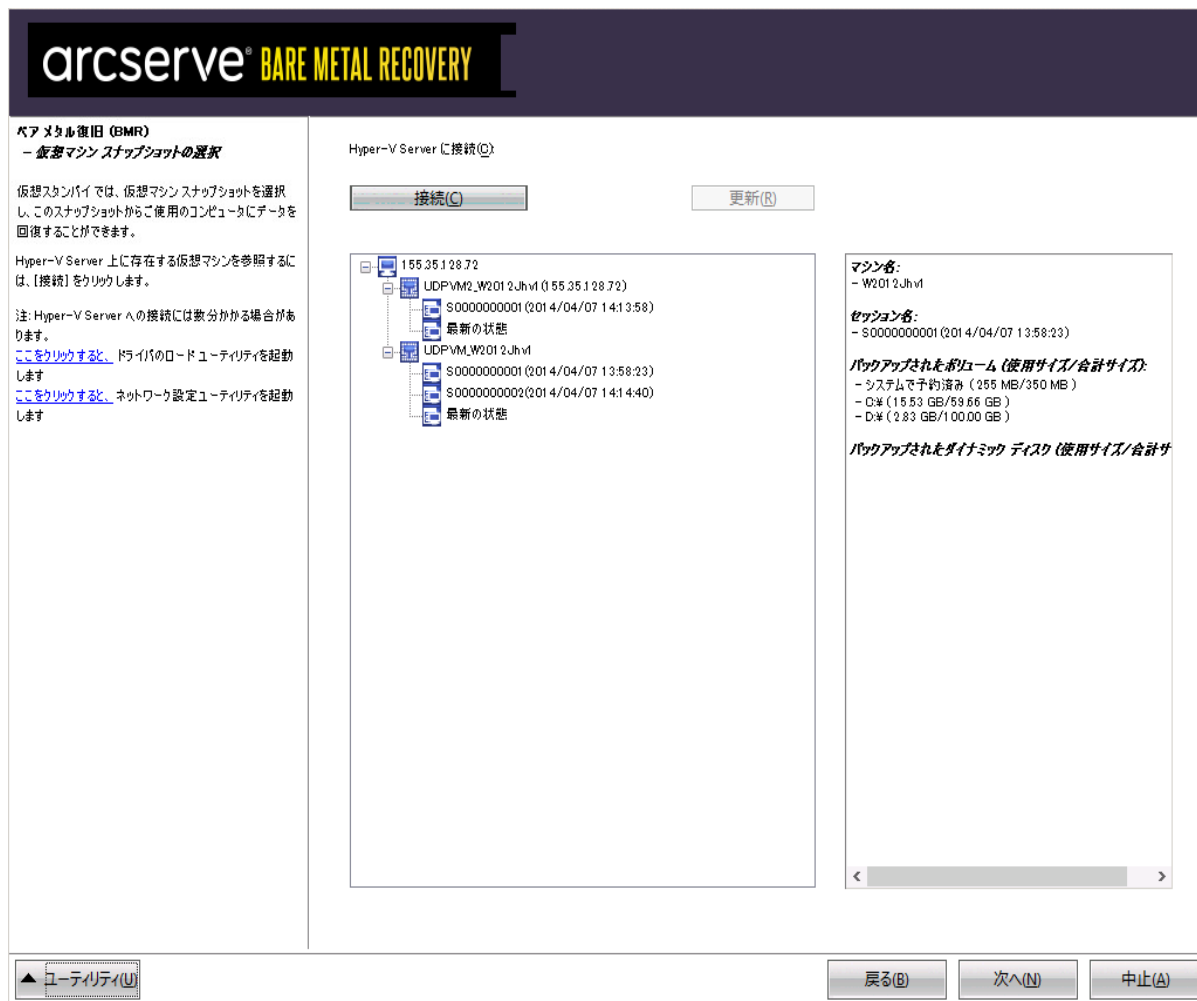 arcserve® BARE METAL RECOVERY
ベア メタル復旧 (BMR)
- 仮想マシン スナップショットの選択
仮想スタンバイ では、仮想マシン スナップショットを選択
し、このスナップショットからご使用のコンピュータにデータを
回復することができます。
Hyper-V Server 上に存在する仮想マシンを参照するに
は、[接続] をクリックします。
注: Hyper-V Server への接続には数分かかる場合があ
ります。
ここをクリックすると、 ドライバのロード ユーティリティを起動
します
ここをクリックすると、 ネットワーク設定ユーティリティを起動
します
Hyper-V Server に接続(C):
接続(C)
更新(R)
155.35.128.72
UDPVM2_W2012Jhv1(155.35.128.72)
S0000000001(2014/04/07 14:13:58)
最新の状態
UDPVM_W2012Jhv1
S0000000001(2014/04/07 13:58:23)
S0000000002(2014/04/07 14:14:40)
最新の状態
マシン名:
- W2012Jhv1
セッション名:
- S0000000001(2014/04/07 13:58:23)
バックアップされたボリューム (使用サイズ/合計サイズ):
- システムで予約済み ( 255 MB/350 MB )
- C:¥ ( 15.53 GB/59.66 GB )
- D:¥ ( 2.83 GB/100.00 GB )
バックアップされたダイナミック ディスク (使用サイズ/合計サ
ユーティリティ(U)
戻る(B)
次へ(N)
中止(A)